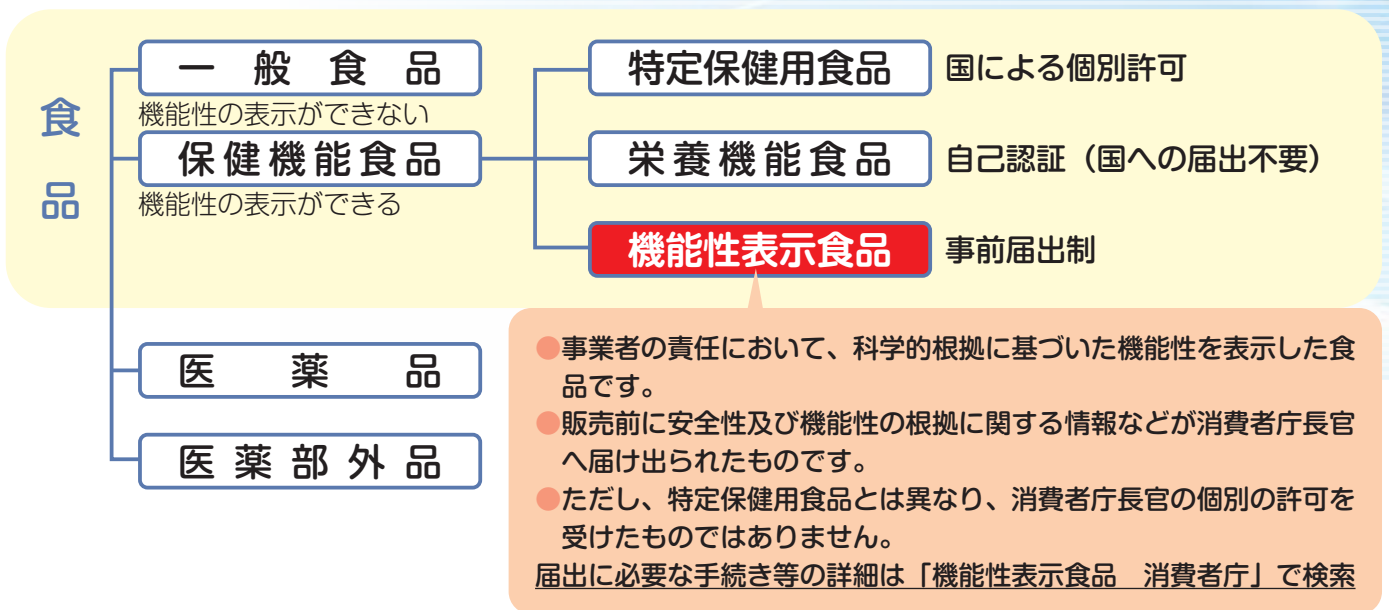 食品
一般食品
機能性の表示ができない
保健機能食品
機能性の表示ができる
特定保健用食品 国による個別許可
栄養機能食品 自己認証（国への届出不要）
機能性表示食品 事前届出制
医薬品
医薬部外品
●事業者の責任において、科学的根拠に基づいた機能性を表示した食
品です。
●販売前に安全性及び機能性の根拠に関する情報などが消費者庁長官
へ届け出られたものです。
●ただし、特定保健用食品とは異なり、消費者庁長官の個別の許可を
受けたものではありません。
届出に必要な手続き等の詳細は「機能性表示食品　消費者庁」で検索